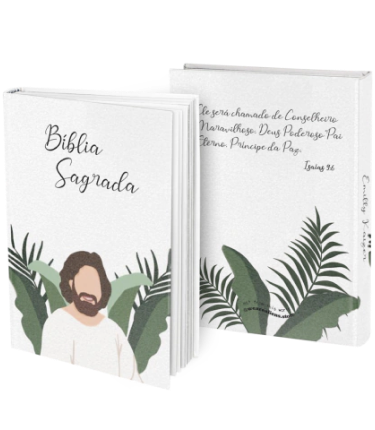 Bíblia
Sagrada
Ele será chamado de Conselheiro
Maravilhoso, Deus Poderoso, Pai
Eterno, Príncipe da Paz.
Isaías 9:6